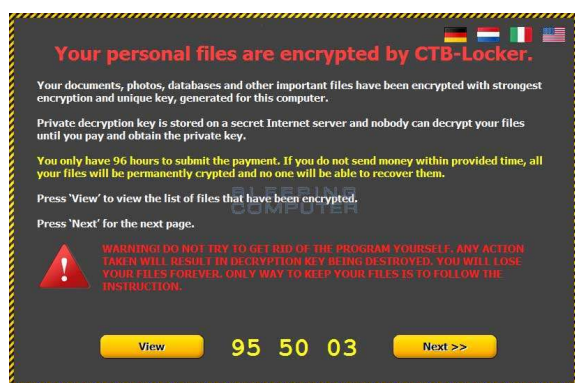 Your personal files are encrypted by CTB-Locker.
Your documents, photos, databases and other important files have been encrypted with strongest
encryption and unique key, generated for this computer.
Private decryption key is stored on a secret Internet server and nobody can decrypt your files
until you pay and obtain the private key.
You only have 96 hours to submit the payment. If you do not send money within provided time, all
your files will be permanently crypted and no one will be able to recover them.
Press 'View' to view the list of files that have been encrypted.
BLEEPING
COMPUTER
Press 'Next' for the next page.
WARNING! DO NOT TRY TO GET RID OF THE PROGRAM YOURSELF. ANY ACTION
TAKEN WILL RESULT IN DECRYPTION KEY BEING DESTROYED. YOU WILL LOSE
YOUR FILES FOREVER. ONLY WAY TO KEEP YOUR FILES IS TO FOLLOW THE
INSTRUCTION.
View 95 50 03 Next >>